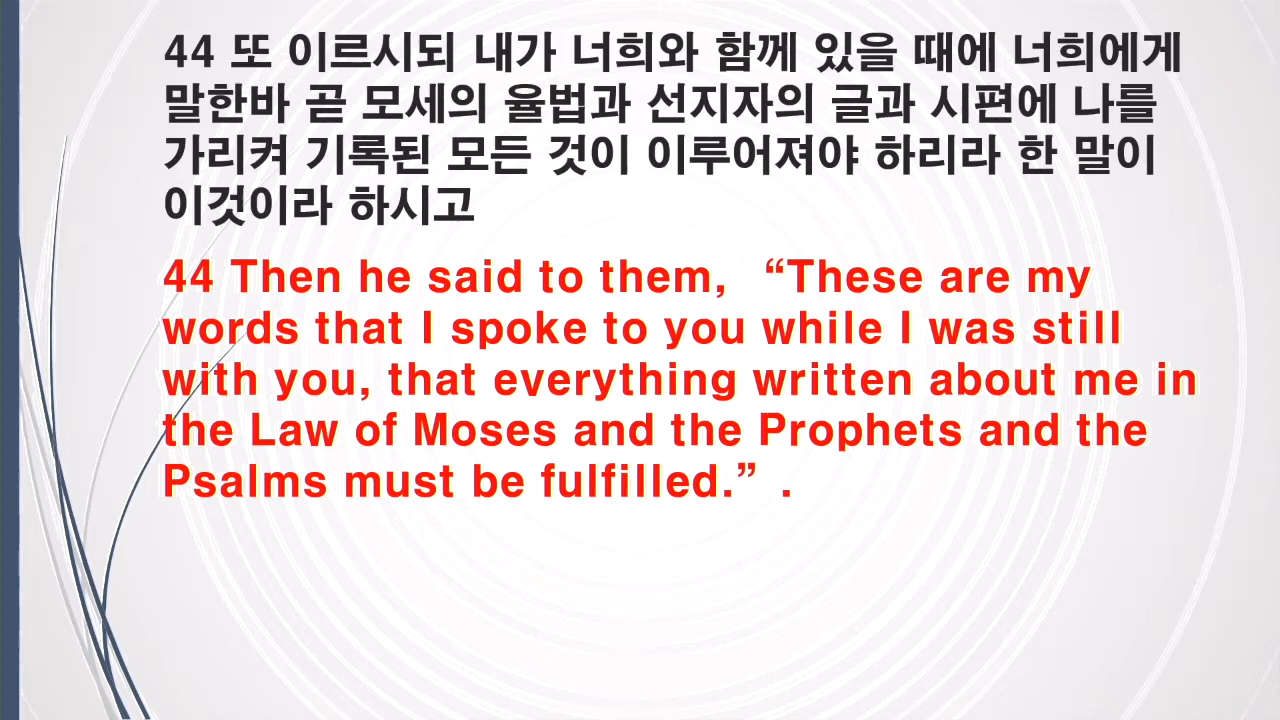 44 또 이르시되 내가 너희와 함께 있을 때에 너희에게
말한바 곧 모세의 율법과 선지자의 글과 시편에 나를
가리켜 기록된 모든 것이 이루어져야 하리라 한 말이
이것이라 하시고
44 Then he said to them, “These are my
words that I spoke to you while I was still
with you, that everything written about me in
the Law of Moses and the Prophets and the
Psalms must be fulfilled.” .